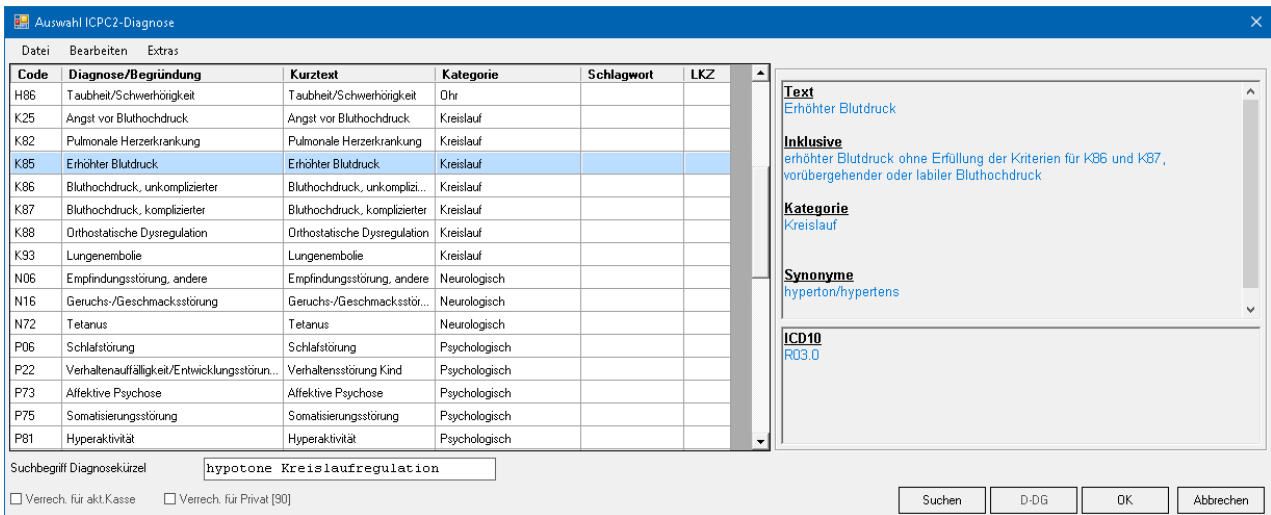 Auswahl ICPC2-Diagnose
Datei Bearbeiten Extras
Code Diagnose/Begründung Kurztext Kategorie Schlagwort LKZ
H86 Taubheit/Schwerhörigkeit Taubheit/Schwerhörigkeit Ohr
K25 Angst vor Bluthochdruck Angst vor Bluthochdruck Kreislauf
K82 Pulmonale Herzerkrankung Pulmonale Herzerkrankung Kreislauf
K85 Erhöhter Blutdruck Erhöhter Blutdruck Kreislauf
K86 Bluthochdruck, unkomplizierter Bluthochdruck, unkomplizi... Kreislauf
K87 Bluthochdruck, komplizierter Bluthochdruck, komplizierter Kreislauf
K88 Orthostatische Dysregulation Orthostatische Dysregulation Kreislauf
K93 Lungenembolie Lungenembolie Kreislauf
N06 Empfindungsstörung, andere Empfindungsstörung, andere Neurologisch
N16 Geruchs-/Geschmacksstörung Geruchs-/Geschmacksstör... Neurologisch
N72 Tetanus Tetanus Neurologisch
P06 Schlafstörung Schlafstörung Psychologisch
P22 Verhaltenauffälligkeit/Entwicklungsstörun... Verhaltensstörung Kind Psychologisch
P73 Affektive Psychose Affektive Psychose Psychologisch
P75 Somatisierungsstörung Somatisierungsstörung Psychologisch
P81 Hyperaktivität Hyperaktivität Psychologisch
Text
Erhöhter Blutdruck
Inklusive
erhöhter Blutdruck ohne Erfüllung der Kriterien für K86 und K87,
vorübergehender oder labiler Bluthochdruck
Kategorie
Kreislauf
Synonyme
hyperton/hypertens
ICD10
R03.0
Suchbegriff Diagnosekürzel hypotone Kreislaufregulation
Verrech. für akt.Kasse Verrech. für Privat [90]
Suchen D-DG OK Abbrechen